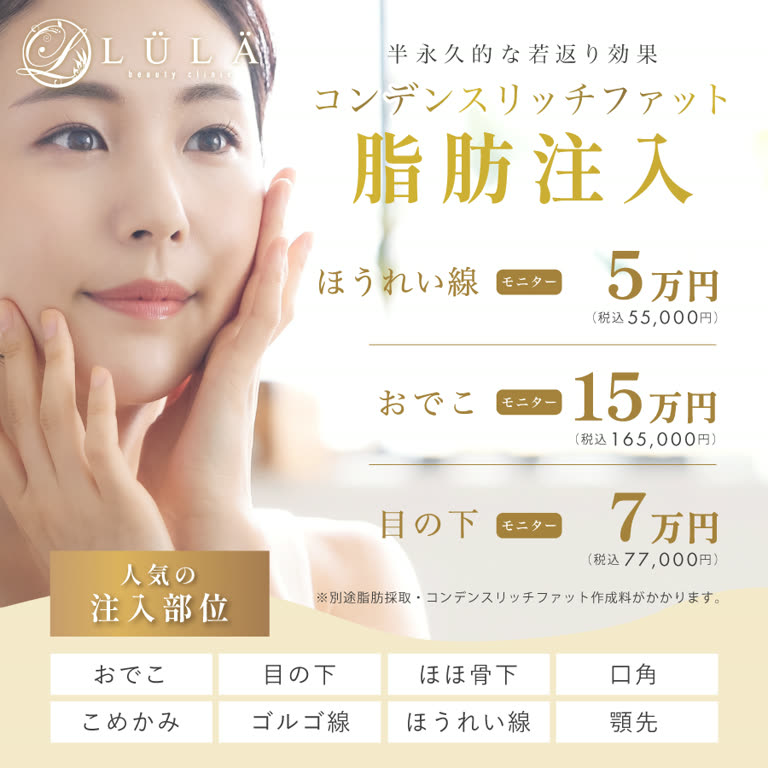 LÜLÄ
beauty clinic
半永久的な若返り効果
コンデンスリッチファット
脂肪注入
ほうれい線 モニター 5万円
(税込55,000円)
おでこ モニター 15万円
(税込165,000円)
目の下 モニター 7万円
(税込77,000円)
※別途脂肪採取・コンデンスリッチファット作成料がかかります。
人気の
注入部位
おでこ 目の下 ほほ骨下 口角
こめかみ ゴルゴ線 ほうれい線 顎先